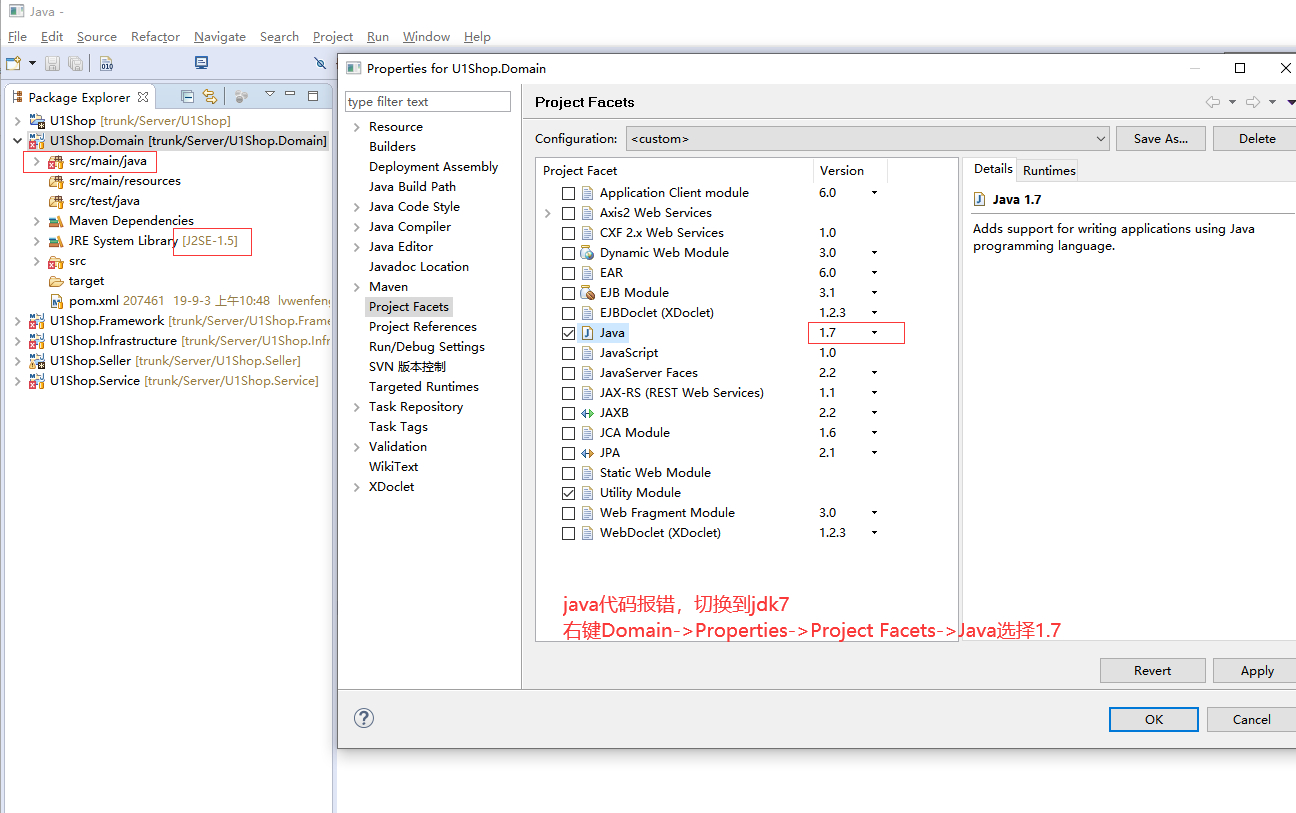 Java -
File Edit Source Refactor Navigate Search Project Run Window Help
Package Explorer
U1Shop [trunk/Server/U1Shop]
U1Shop.Domain [trunk/Server/U1Shop.Domain]
src/main/java
src/main/resources
src/test/java
Maven Dependencies
JRE System Library [J2SE-1.5]
src
target
pom.xml 207461 19-9-3 上午10:48 lvwenfeng
U1Shop.Framework [trunk/Server/U1Shop.Frame
U1Shop.Infrastructure [trunk/Server/U1Shop.Infr
U1Shop.Seller [trunk/Server/U1Shop.Seller]
U1Shop.Service [trunk/Server/U1Shop.Service]
Properties for U1Shop.Domain
type filter text
Resource
Builders
Deployment Assembly
Java Build Path
Java Code Style
Java Compiler
Java Editor
Javadoc Location
Maven
Project Facets
Project References
Run/Debug Settings
SVN 版本控制
Targeted Runtimes
Task Repository
Task Tags
Validation
WikiText
XDoclet
Project Facets
Configuration: <custom> Save As... Delete
Project Facet Version
Application Client module 6.0
Axis2 Web Services
CXF 2.x Web Services 1.0
Dynamic Web Module 3.0
EAR 6.0
EJB Module 3.1
EJBDoclet (XDoclet) 1.2.3
Java 1.7
JavaScript 1.0
JavaServer Faces 2.2
JAX-RS (REST Web Services) 1.1
JAXB 2.2
JCA Module 1.6
JPA 2.1
Static Web Module
Utility Module
Web Fragment Module 3.0
WebDoclet (XDoclet) 1.2.3
Details Runtimes
Java 1.7
Adds support for writing applications using Java
programming language.
java代码报错，切换到jdk7
右键Domain->Properties->Project Facets->Java选择1.7
Revert Apply
OK Cancel